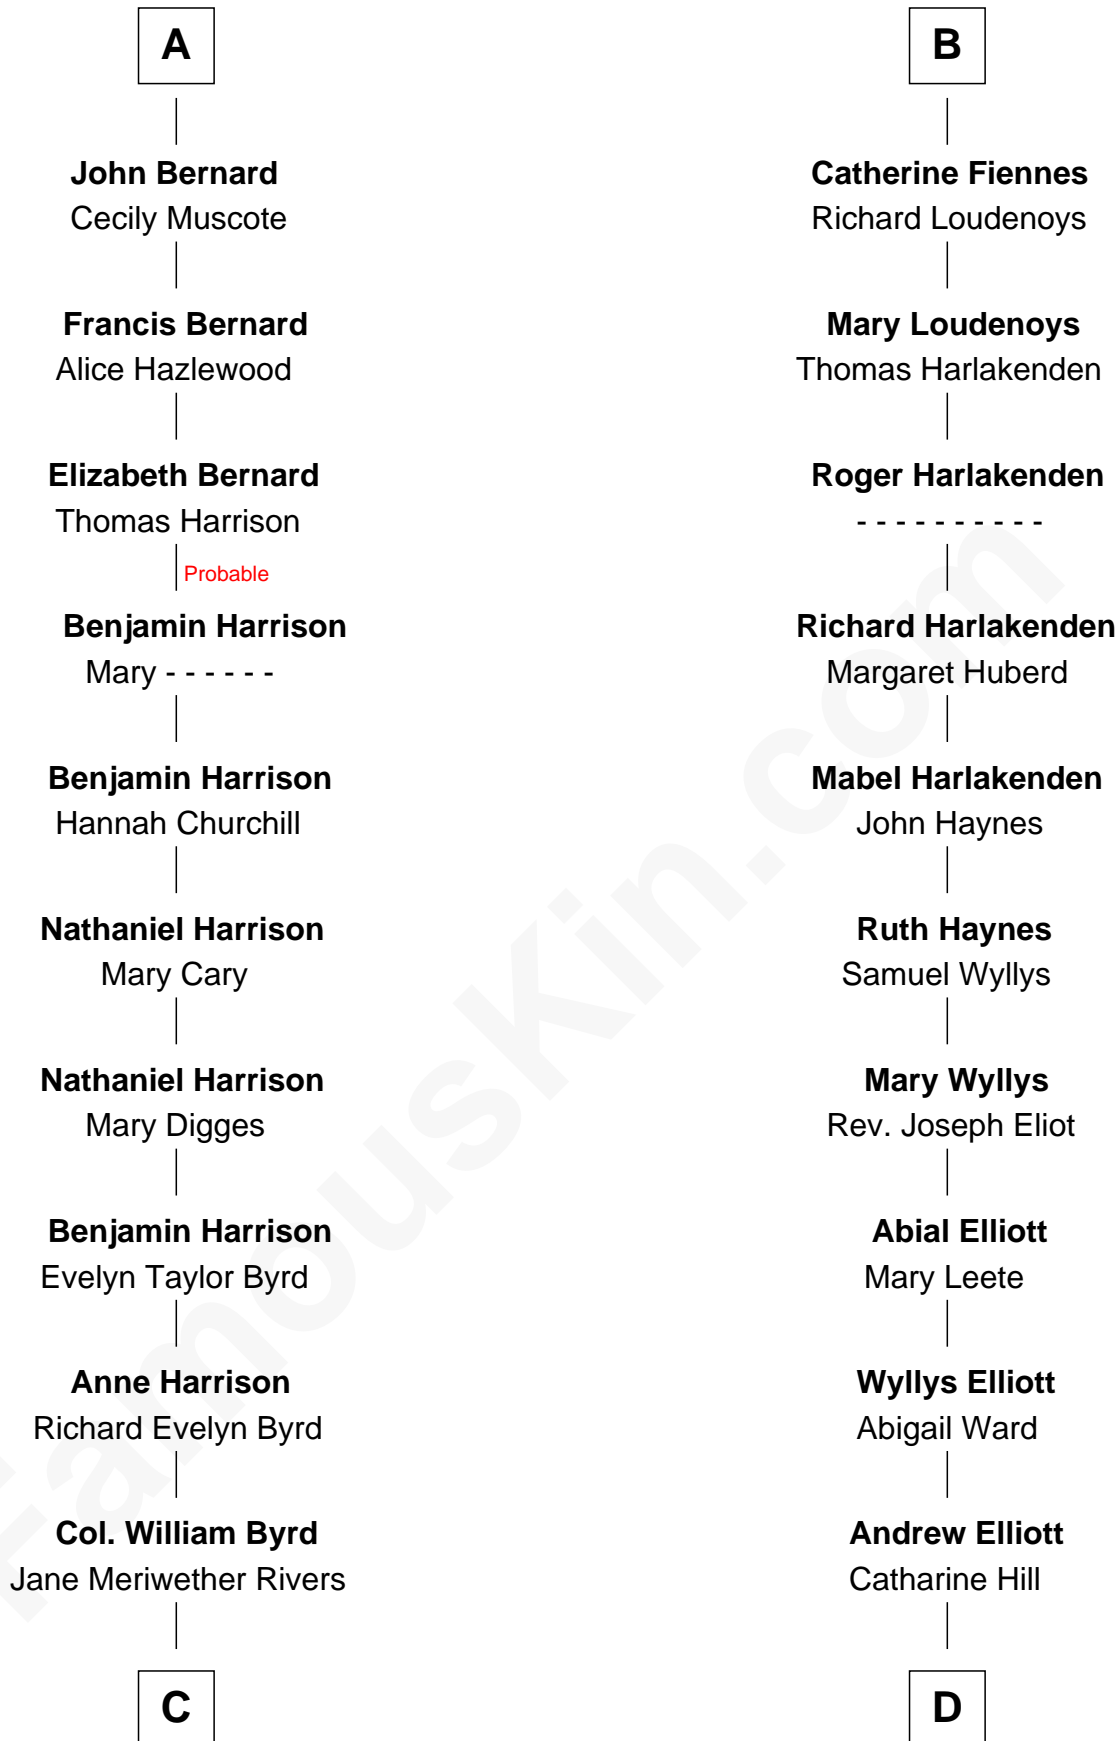 A
John Bernard
Cecily Muscote
Francis Bernard
Alice Hazlewood
Elizabeth Bernard
Thomas Harrison
Probable
Benjamin Harrison
Mary - - - - - -
Benjamin Harrison
Hannah Churchill
Nathaniel Harrison
Mary Cary
Nathaniel Harrison
Mary Digges
Benjamin Harrison
Evelyn Taylor Byrd
Anne Harrison
Richard Evelyn Byrd
Col. William Byrd
Jane Meriwether Rivers
C
B
Catherine Fiennes
Richard Loudenoys
Mary Loudenoys
Thomas Harlakenden
Roger Harlakenden
- - - - - - - - - -
Richard Harlakenden
Margaret Huberd
Mabel Harlakenden
John Haynes
Ruth Haynes
Samuel Wyllys
Mary Wyllys
Rev. Joseph Eliot
Abial Elliott
Mary Leete
Wyllys Elliott
Abigail Ward
Andrew Elliott
Catharine Hill
D
FamousKin.com